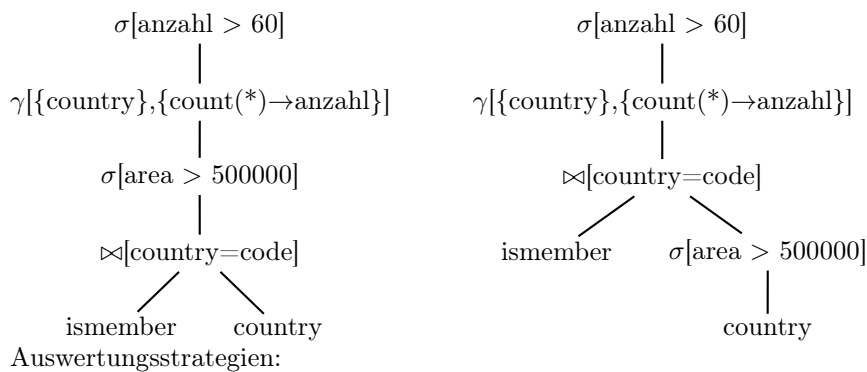 σ[anzahl > 60] σ[anzahl > 60]
γ[{country},{count(*)→anzahl}] γ[{country},{count(*)→anzahl}]
σ[area > 500000] ⋈[country=code]
⋈[country=code] ismember σ[area > 500000]
ismember country country
Auswertungsstrategien: